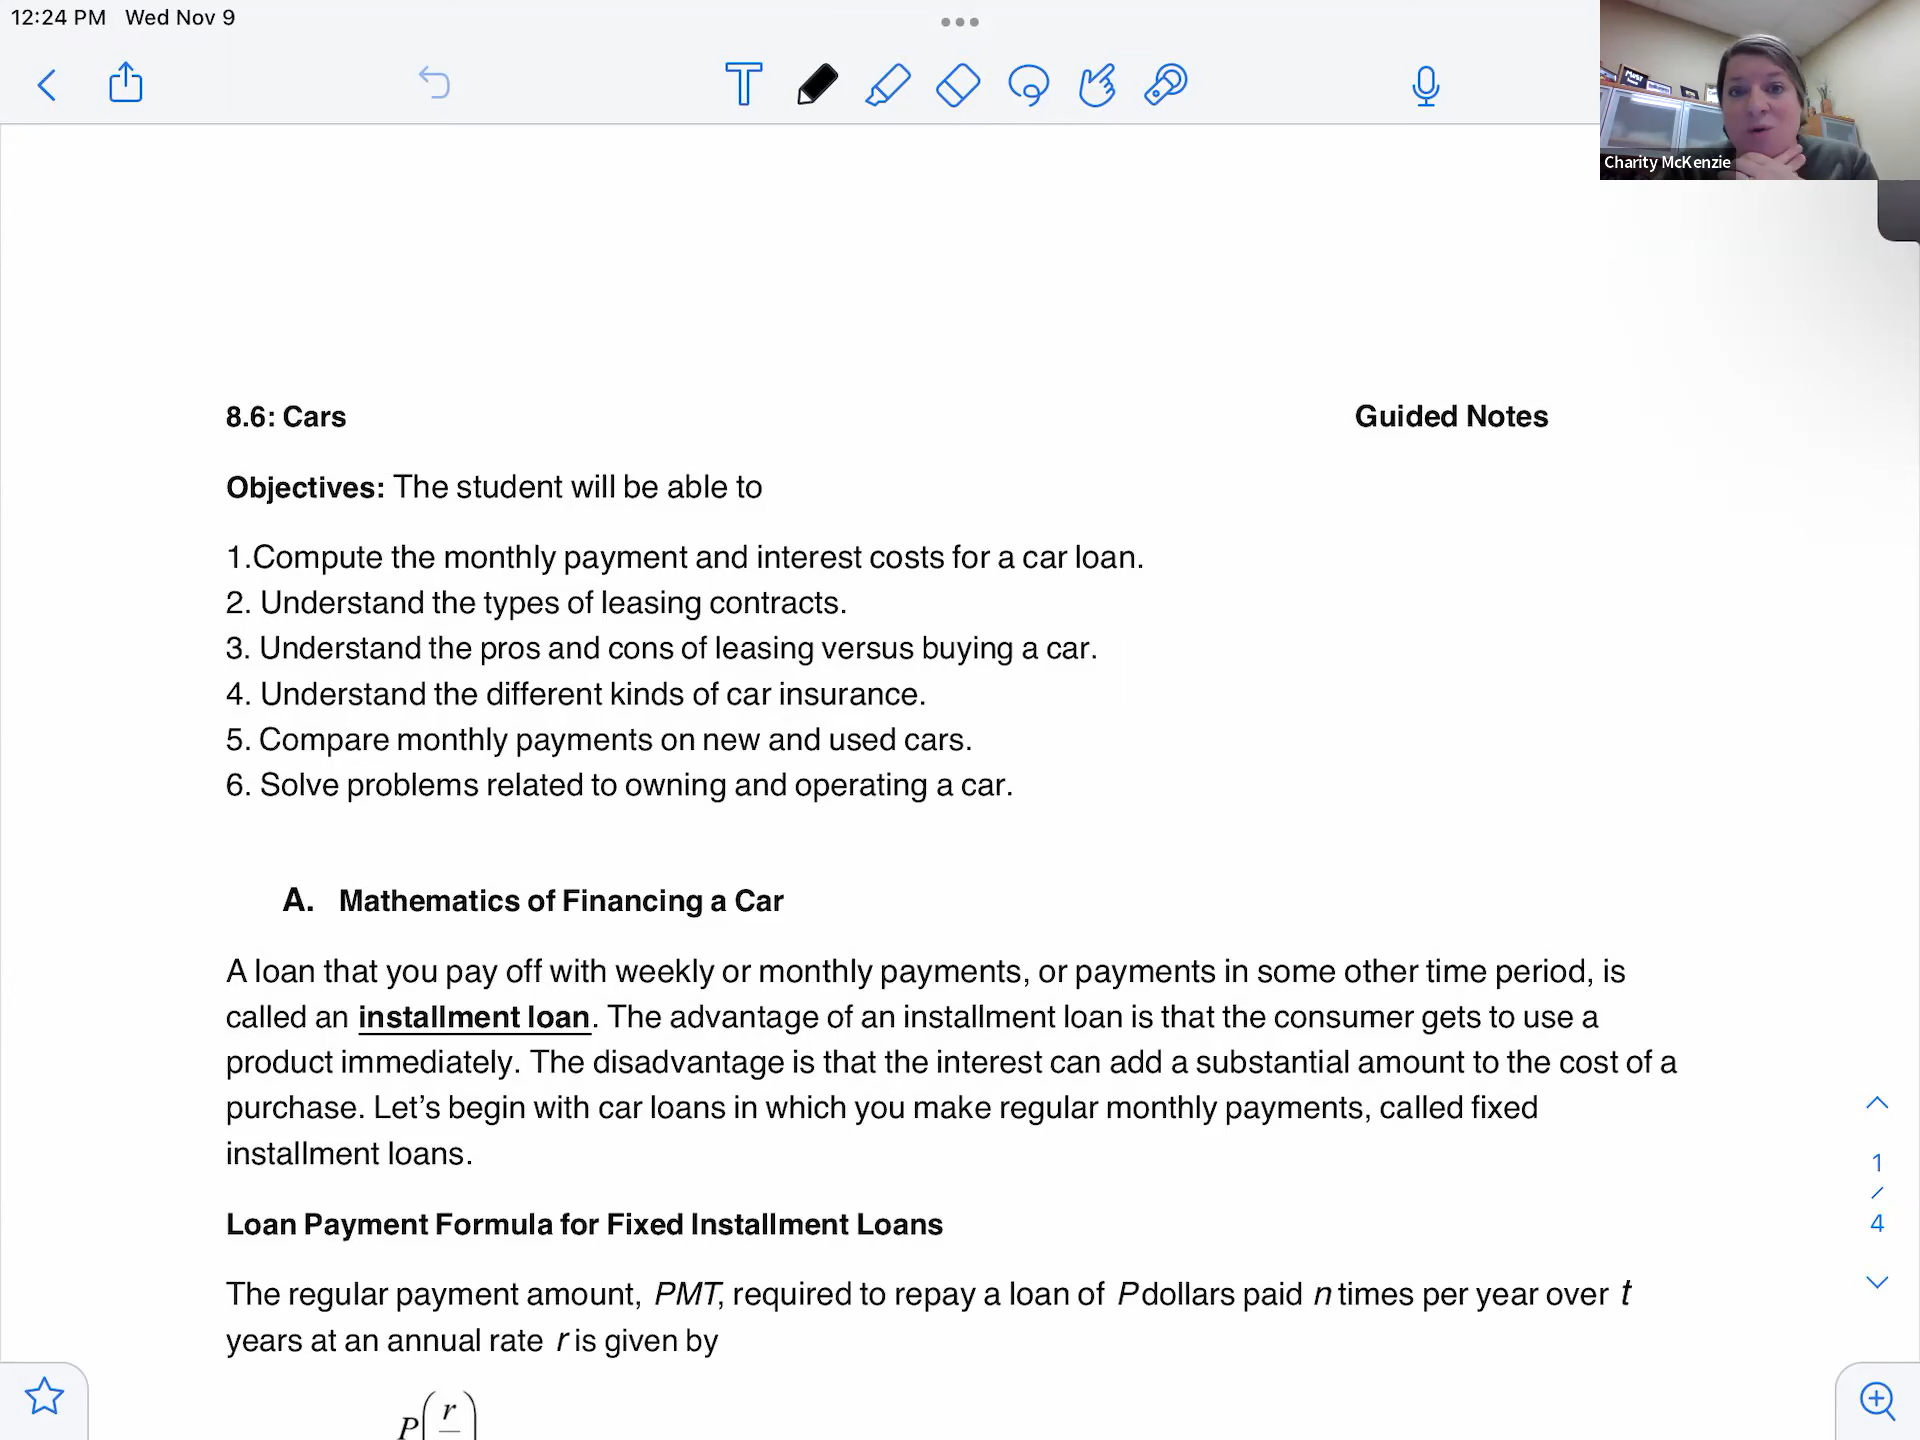 12:24 PM Wed Nov 9
T
Charity McKenzie
8.6: Cars
Guided Notes
Objectives: The student will be able to
1.Compute the monthly payment and interest costs for a car loan.
2. Understand the types of leasing contracts.
3. Understand the pros and cons of leasing versus buying a car.
4. Understand the different kinds of car insurance.
5. Compare monthly payments on new and used cars.
6. Solve problems related to owning and operating a car.
A. Mathematics of Financing a Car
A loan that you pay off with weekly or monthly payments, or payments in some other time period, is
called an installment loan. The advantage of an installment loan is that the consumer gets to use a
product immediately. The disadvantage is that the interest can add a substantial amount to the cost of a
purchase. Let’s begin with car loans in which you make regular monthly payments, called fixed
installment loans.
1
/
4
Loan Payment Formula for Fixed Installment Loans
The regular payment amount, PMT, required to repay a loan of P dollars paid n times per year over t
years at an annual rate r is given by
P(r